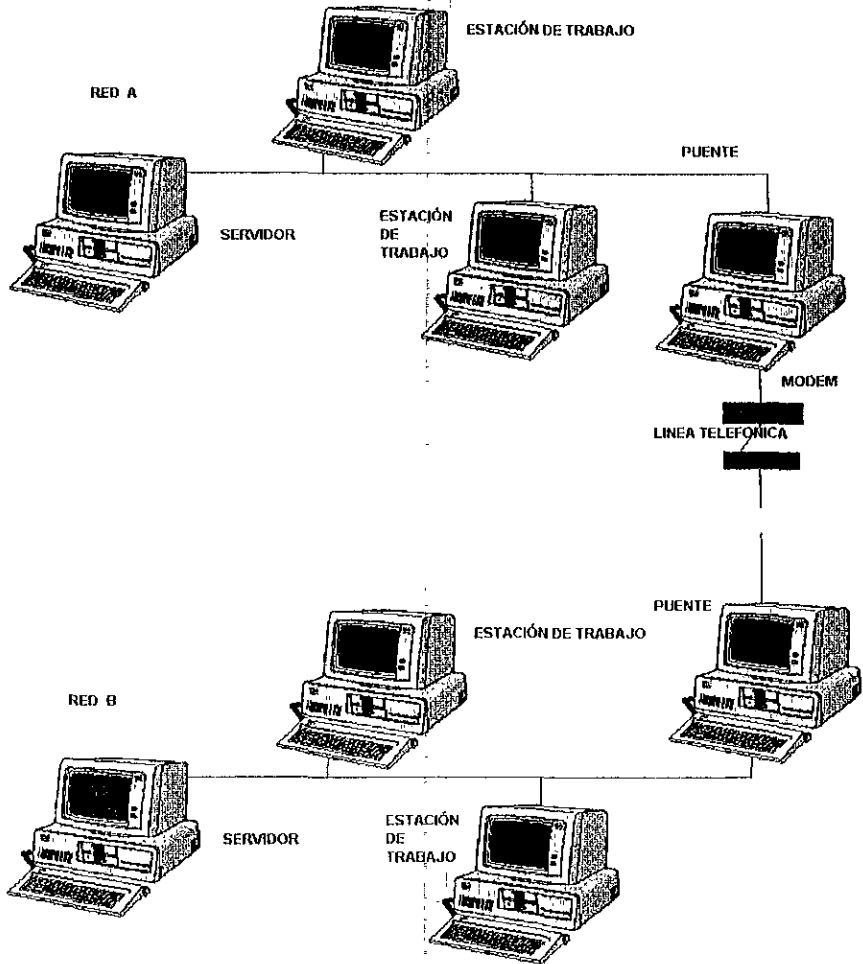 ESTACIÓN DE TRABAJO
RED A
PUENTE
SERVIDOR
ESTACIÓN
DE
TRABAJO
MODEM
LINEA TELEFONICA
ESTACIÓN DE TRABAJO
PUENTE
RED B
SERVIDOR
ESTACIÓN
DE
TRABAJO